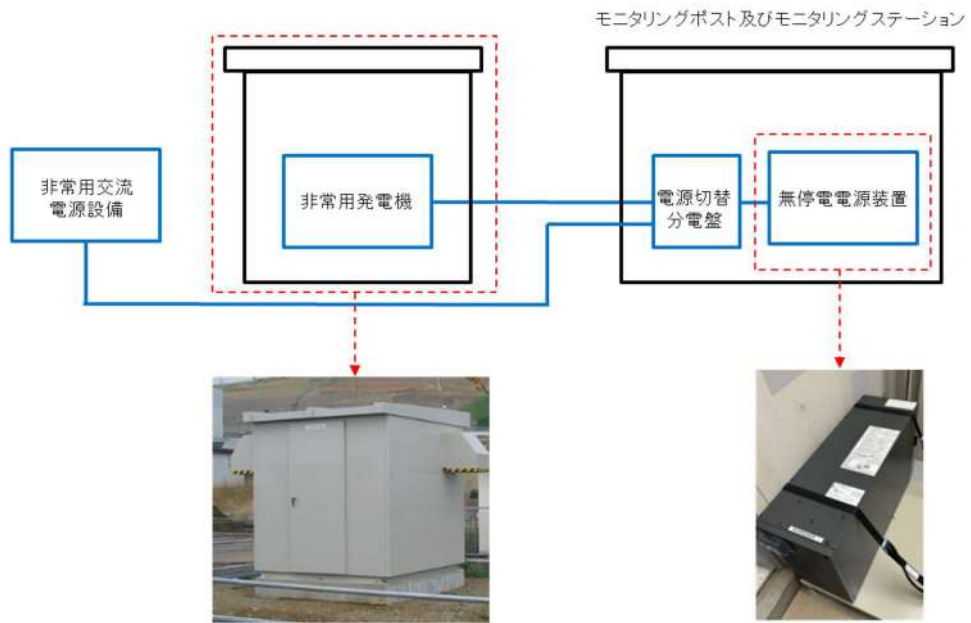 モニタリングポスト及びモニタリングステーション
非常用交流
電源設備
非常用発電機
電源切替
分電盤
無停電電源装置